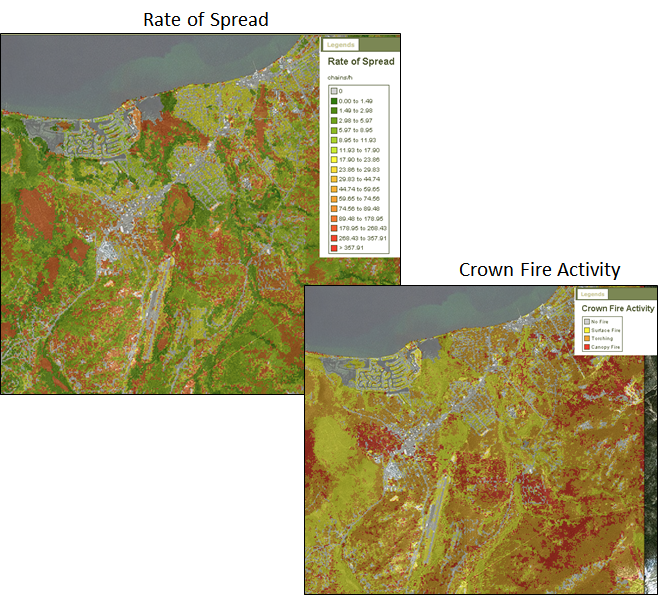 Rate of Spread
Legends
Rate of Spread
chains/h
0
0.00 to 1.49
1.49 to 2.98
2.98 to 5.97
5.97 to 8.95
8.95 to 11.93
11.93 to 17.90
17.90 to 23.86
23.86 to 29.83
29.83 to 44.74
44.74 to 59.65
59.65 to 74.56
74.56 to 89.48
89.48 to 178.95
178.95 to 268.43
268.43 to 357.91
> 357.91
Crown Fire Activity
Legends
Crown Fire Activity
No Fire
Surface Fire
Torching
Canopy Fire